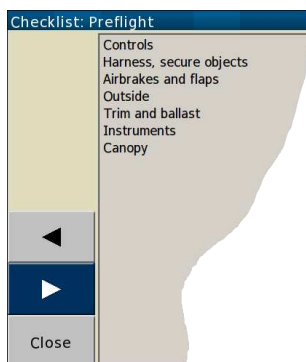 Checklist: Preflight
Controls
Harness, secure objects
Airbrakes and flaps
Outside
Trim and ballast
Instruments
Canopy
Close